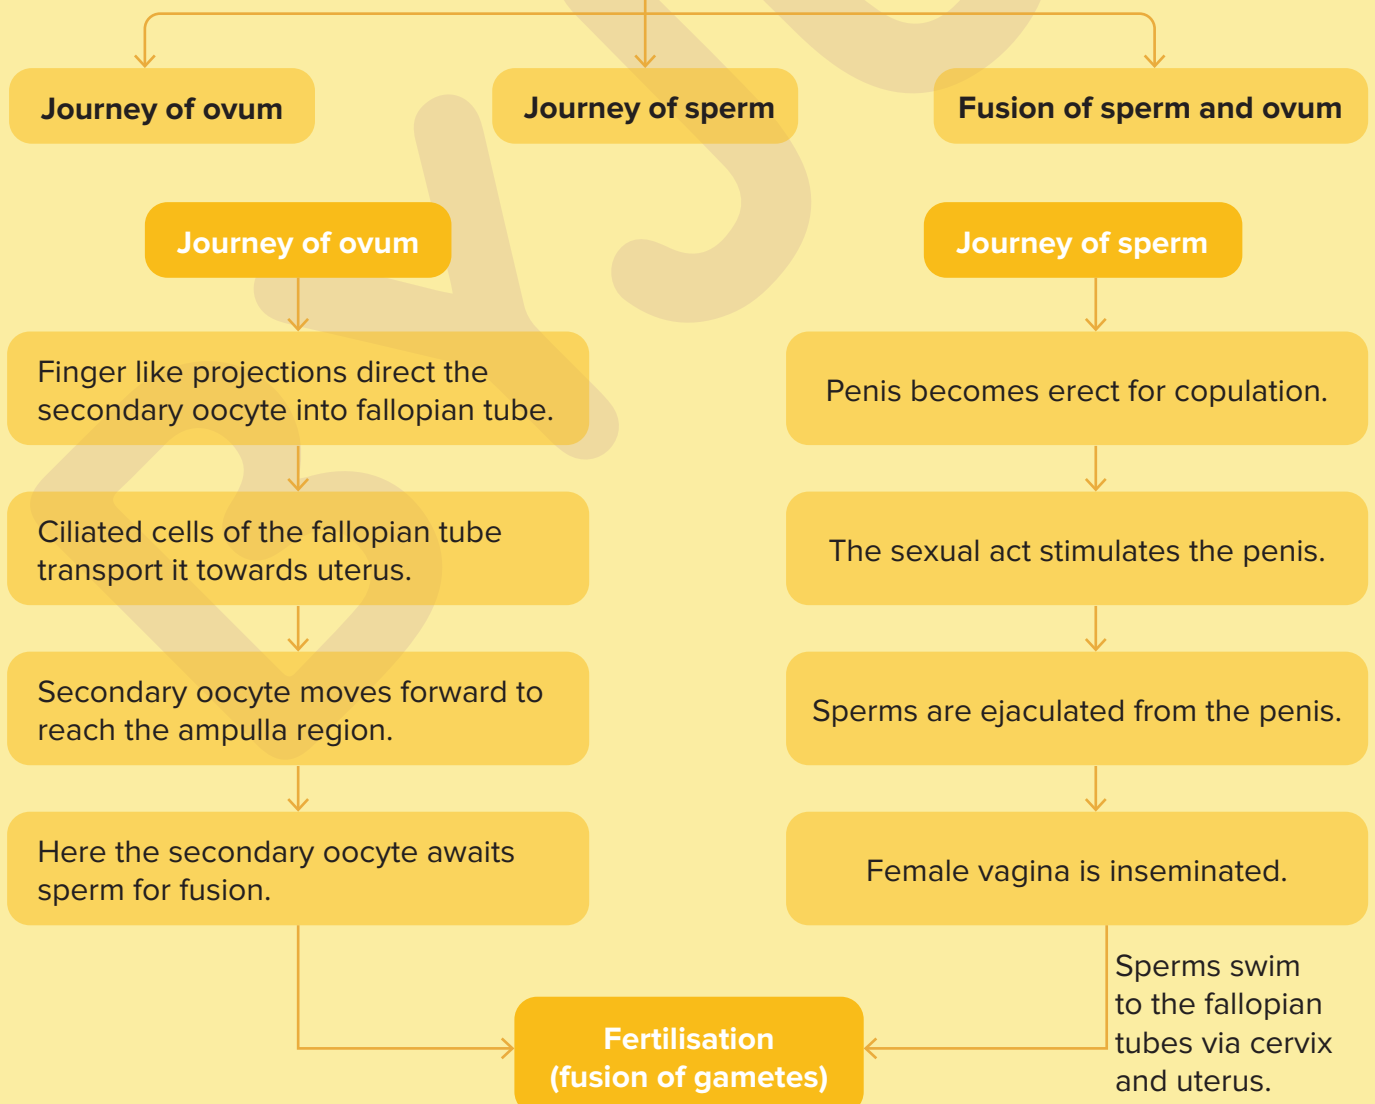 Journey of ovum
Journey of sperm
Fusion of sperm and ovum
Journey of ovum
Finger like projections direct the
secondary oocyte into fallopian tube.
Ciliated cells of the fallopian tube
transport it towards uterus.
Secondary oocyte moves forward to
reach the ampulla region.
Here the secondary oocyte awaits
sperm for fusion.
Journey of sperm
Penis becomes erect for copulation.
The sexual act stimulates the penis.
Sperms are ejaculated from the penis.
Female vagina is inseminated.
Sperms swim
to the fallopian
tubes via cervix
and uterus.
Fertilisation
(fusion of gametes)
BYJU